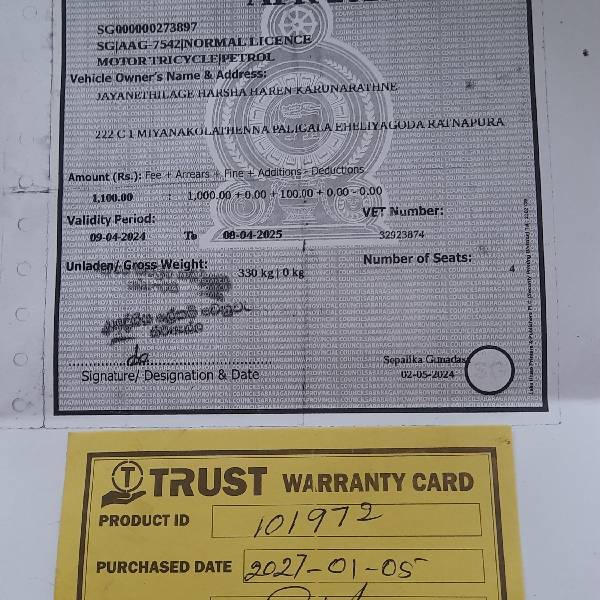 SG000000273897
SG|AAG-7542|NORMAL LICENCE
MOTOR TRICYCLE|PETROL
Vehicle Owner's Name & Address:
JAYANETHILAGE HARSHA HAREN KARUNARATHNE
222 C 1 MIYANAKOLATHENNA PALIGALA EHELIYAGODA RATNAPURA
Amount (Rs.): Fee + Arrears + Fine + Additions - Deductions
1,100.00 : 1,000.00 + 0.00 + 100.00 + 0.00 - 0.00
Validity Period: VET Number:
09-04-2024 To 08-04-2025 32923874
Unladen/ Gross Weight: 330 kg | 0 kg Number of Seats:
4
Signature/ Designation & Date
02-05-2024
SG
TRUST WARRANTY CARD
PRODUCT ID 101972
PURCHASED DATE 2027-01-05